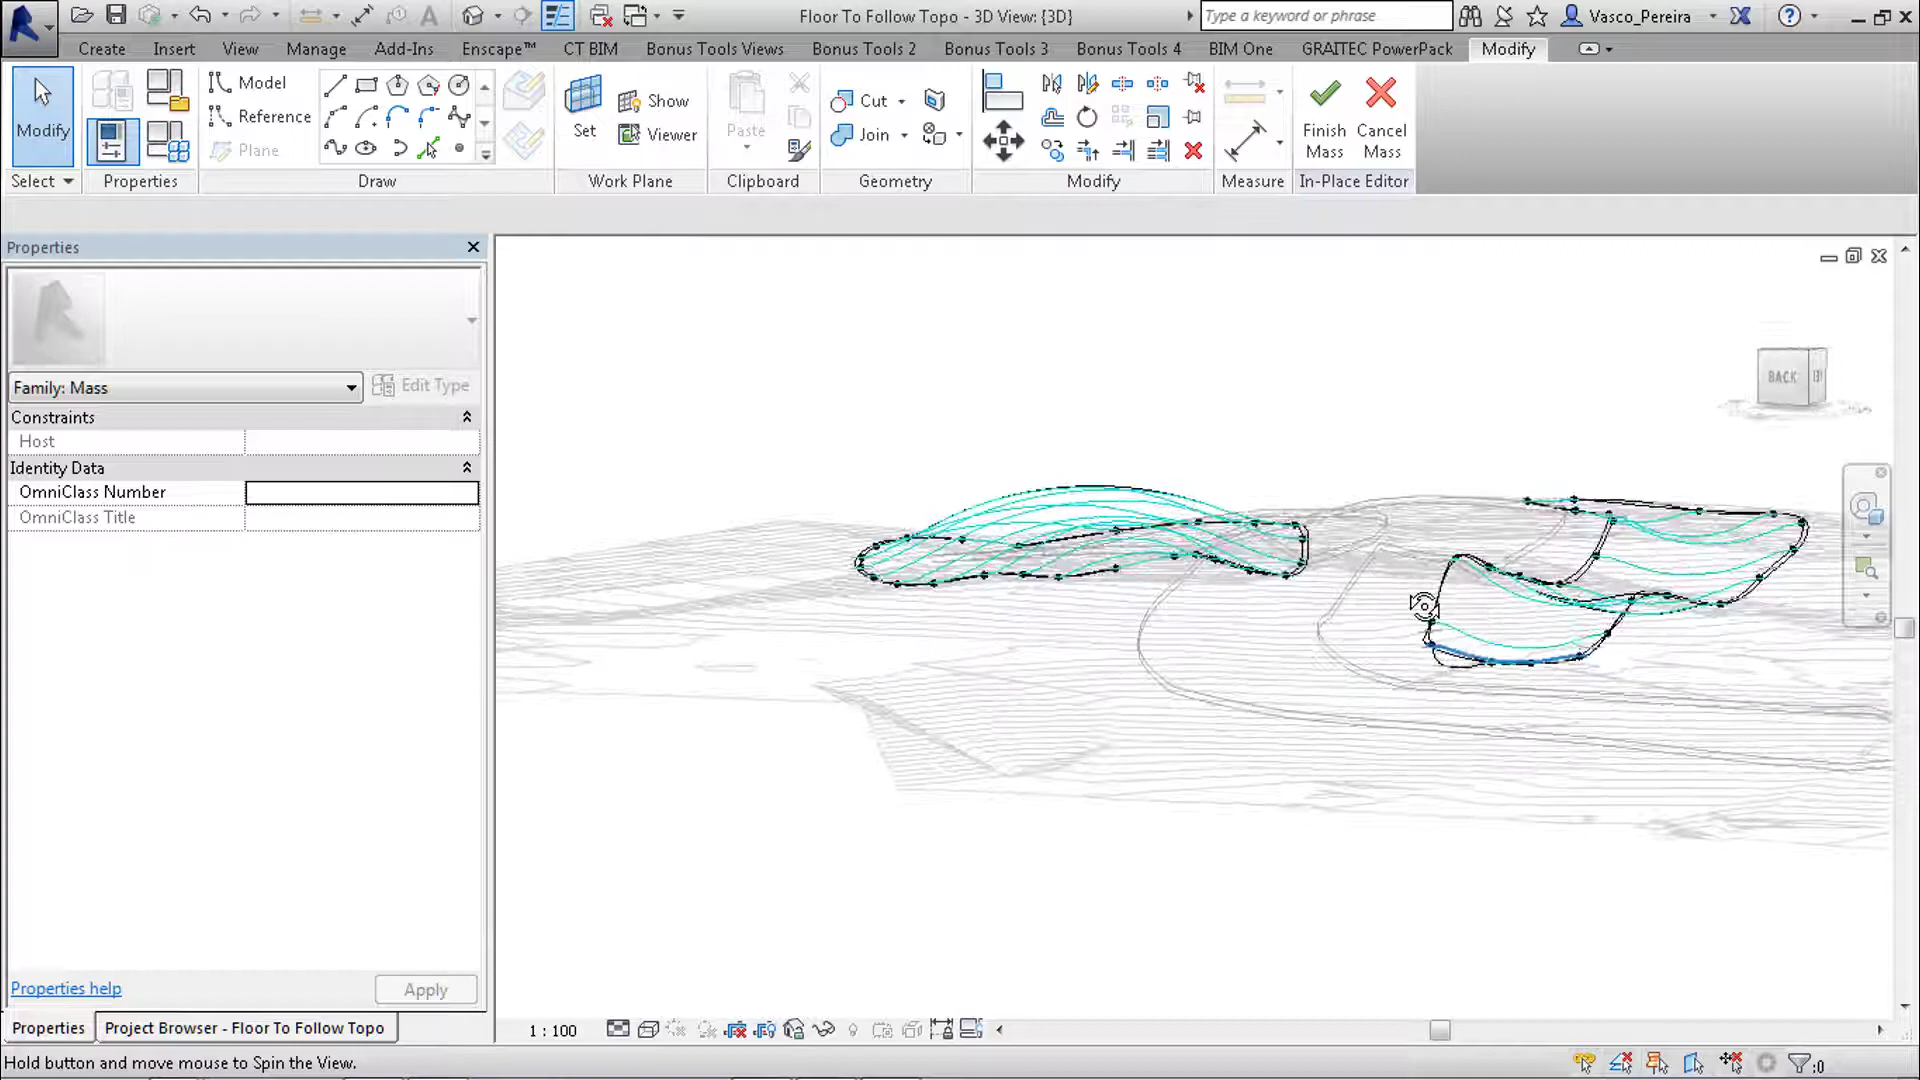 Floor To Follow Topo - 3D View: {3D}
Type a keyword or phrase
Vasco_Pereira
Create Insert View Manage Add-Ins Enscape™ CT BIM Bonus Tools Views Bonus Tools 2 Bonus Tools 3 Bonus Tools 4 BIM One GRAITEC PowerPack Modify
Modify
Model
Reference
Plane
Set
Show
Viewer
Paste
Cut
Join
Finish Mass
Cancel Mass
Select Properties Draw Work Plane Clipboard Geometry Modify Measure In-Place Editor
Properties
Family: Mass
Edit Type
Constraints
Host
Identity Data
OmniClass Number
OmniClass Title
BACK
Properties help
Apply
Properties
Project Browser - Floor To Follow Topo
1 : 100
Hold button and move mouse to Spin the View.
:0